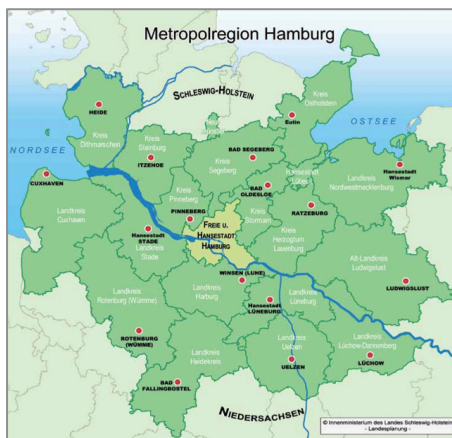 Metropolregion Hamburg
SCHLESWIG-HOLSTEIN
Kreis
Ostholstein
HEIDE
Eutin
OSTSEE
Kreis
Dithmarschen
Kreis
Steinburg
NORDSEE
ITZEHOE
Kreis
Segeberg
BAD SEGEBERG
Hansestadt
Lübeck
Landkreis
Nordwestmecklenburg
Hansestadt
Wismar
CUXHAVEN
Kreis
Pinneberg
BAD
OLDESLOE
Landkreis
Cuxhaven
PINNEBERG
RATZEBURG
Hansestadt
STADE
Landkreis
Stade
FREIE U.
HANSESTADT
HAMBURG
Kreis
Stormarn
Kreis
Herzogtum
Lauenburg
Alt-Landkreis
Ludwigslust
WINSEN (LUHE)
LUDWIGSLUST
Landkreis
Rotenburg (Wümme)
Landkreis
Harburg
Hansestadt
LÜNEBURG
Landkreis
Lüneburg
ROTENBURG
(WÜMME)
Landkreis
Heidekreis
Landkreis
Uelzen
UELZEN
Landkreis
Lüchow-Dannenberg
LÜCHOW
BAD
FALLINGBOSTEL
NIEDERSACHSEN
© Innenministerium des Landes Schleswig-Holstein
- Landesplanung -